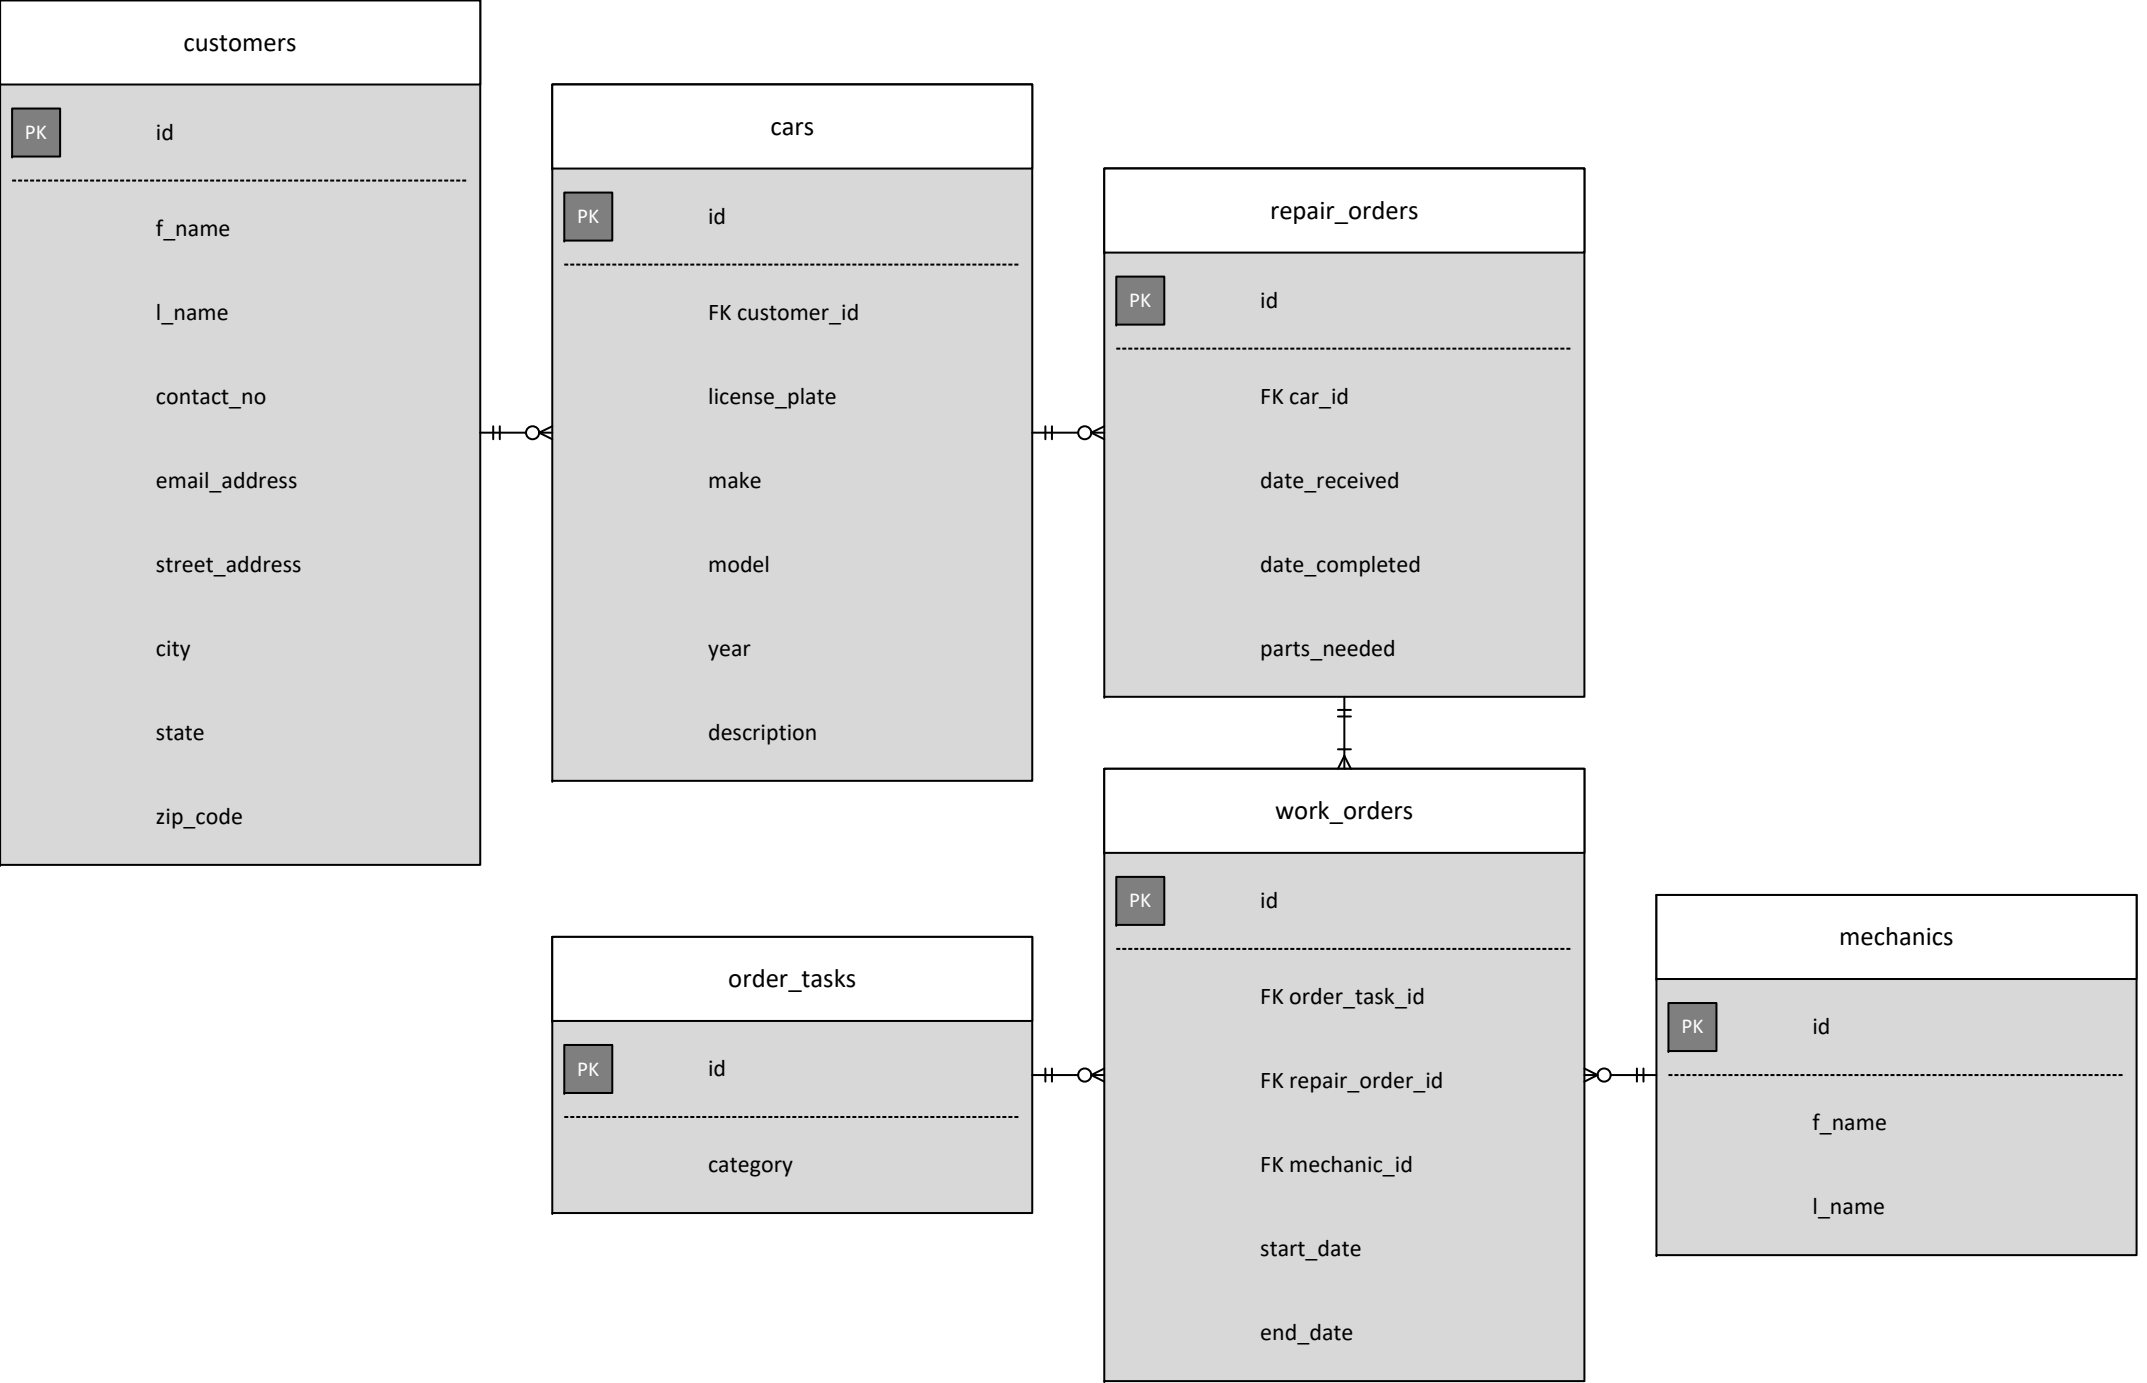 customers
PK id
f_name
l_name
contact_no
email_address
street_address
city
state
zip_code
cars
PK id
FK customer_id
license_plate
make
model
year
description
repair_orders
PK id
FK car_id
date_received
date_completed
parts_needed
work_orders
PK id
FK order_task_id
FK repair_order_id
FK mechanic_id
start_date
end_date
order_tasks
PK id
category
mechanics
PK id
f_name
l_name